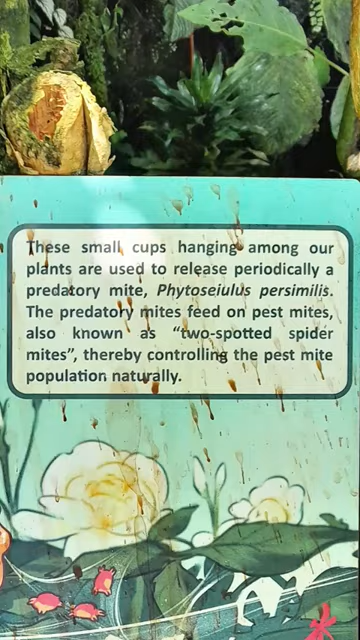 These small cups hanging among our
plants are used to release periodically a
predatory mite, Phytoseiulus persimilis.
The predatory mites feed on pest mites,
also known as “two-spotted spider
mites”, thereby controlling the pest mite
population naturally.